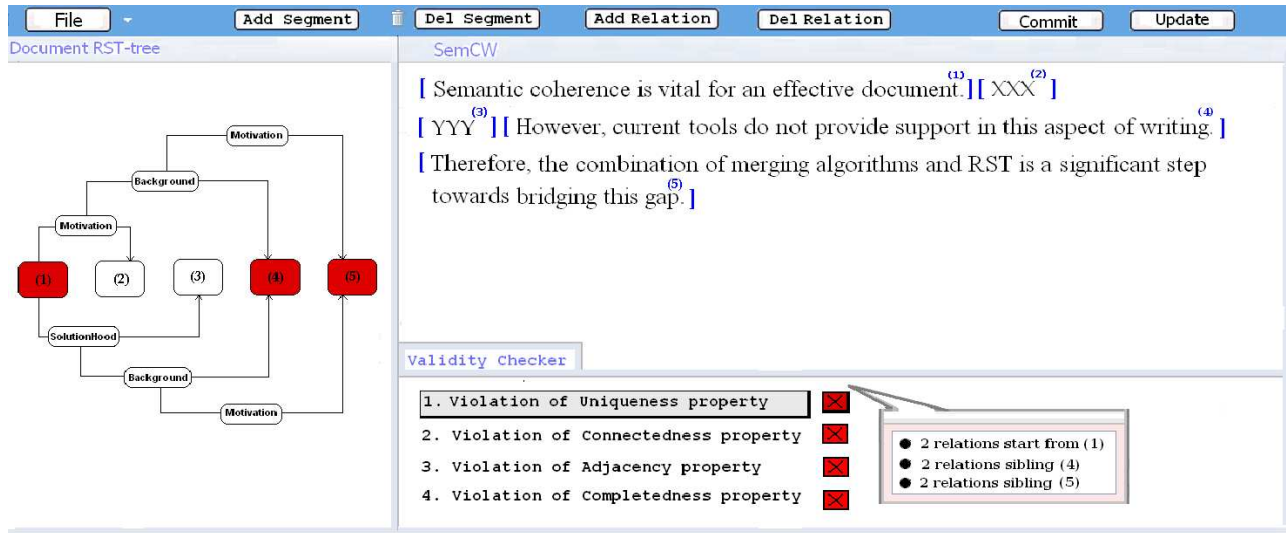 File Add Segment Del Segment Add Relation Del Relation Commit Update
Document RST-tree
SemCW
[ Semantic coherence is vital for an effective document.(1)] [ XXX(2) ]
[ YYY(3) ] [ However, current tools do not provide support in this aspect of writing.(4) ]
[ Therefore, the combination of merging algorithms and RST is a significant step
towards bridging this gap.(5) ]
Motivation
Background
Motivation
(1) (2) (3) (4) (5)
SolutionHood
Background
Motivation
Validity Checker
1. Violation of Uniqueness property
2. Violation of Connectedness property
3. Violation of Adjacency property
4. Violation of Completedness property
2 relations start from (1)
2 relations sibling (4)
2 relations sibling (5)